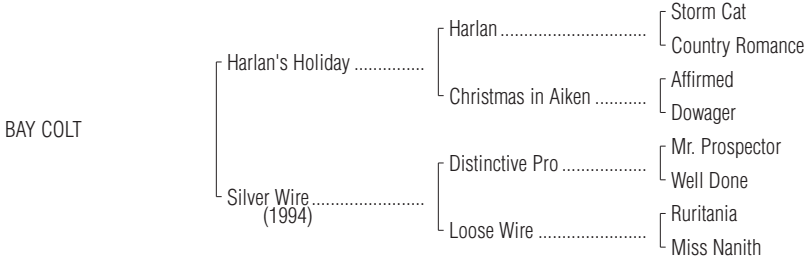 Storm Cat
Harlan..............................
Country Romance
Harlan's Holiday ...............
Affirmed
Christmas in Aiken ...........
Dowager
BAY COLT
Mr. Prospector
Distinctive Pro ..................
Well Done
Silver Wire........................
(1994)
Ruritania
Loose Wire .......................
Miss Nanith